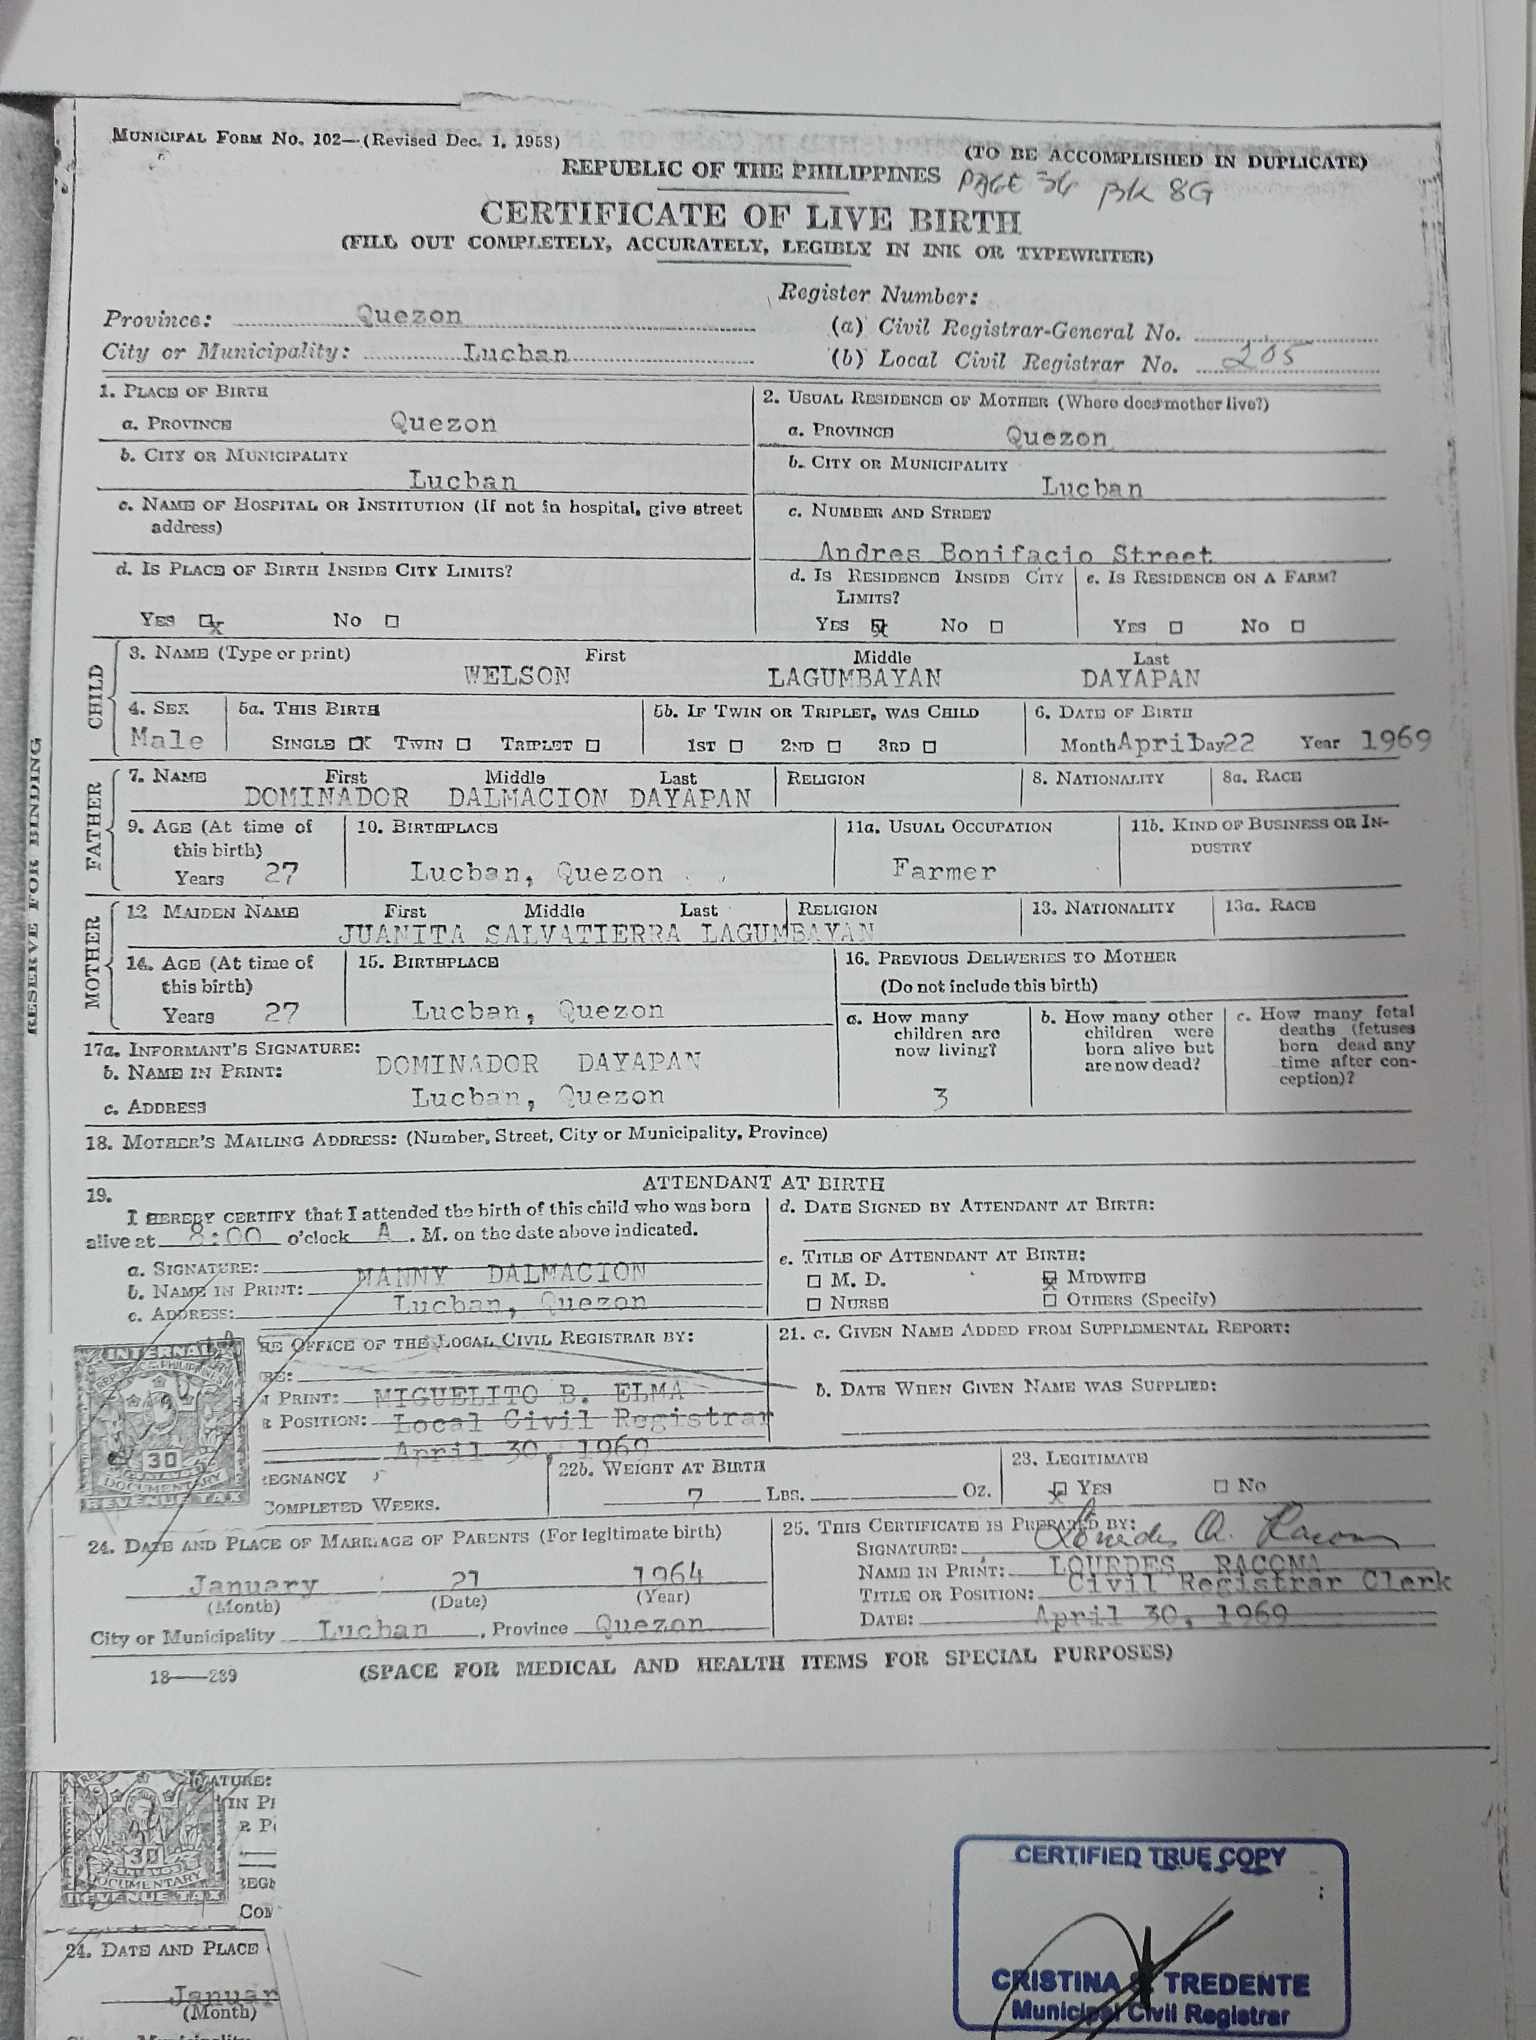 MUNICIPAL FORM No. 102—(Revised Dec. 1, 1958)
(TO BE ACCOMPLISHED IN DUPLICATE)
REPUBLIC OF THE PHILIPPINES
PAGE 36 BK 8G
CERTIFICATE OF LIVE BIRTH
(FILL OUT COMPLETELY, ACCURATELY, LEGIBLY IN INK OR TYPEWRITER)
Register Number:
Province: Quezon (a) Civil Registrar-General No.
City or Municipality: Lucban (b) Local Civil Registrar No. 205
1. PLACE OF BIRTH 2. USUAL RESIDENCE OF MOTHER (Where does mother live?)
a. PROVINCE Quezon a. PROVINCE Quezon
b. CITY OR MUNICIPALITY b. CITY OR MUNICIPALITY
Lucban Lucban
c. NAME OF HOSPITAL OR INSTITUTION (If not in hospital, give street c. NUMBER AND STREET
address)
Andres Bonifacio Street
d. IS PLACE OF BIRTH INSIDE CITY LIMITS? d. IS RESIDENCE INSIDE CITY e. IS RESIDENCE ON A FARM?
LIMITS?
YES x NO YES x NO YES NO
RESERVE FOR BINDING
CHILD
3. NAME (Type or print) First Middle Last
WELSON LAGUMBAYAN DAYAPAN
4. SEX 5a. THIS BIRTH 5b. IF TWIN OR TRIPLET, WAS CHILD 6. DATE OF BIRTH
Male SINGLE X TWIN TRIPLET 1ST 2ND 3RD Month April Day 22 Year 1969
FATHER
7. NAME First Middle Last RELIGION 8. NATIONALITY 8a. RACE
DOMINADOR DALMACION DAYAPAN
9. AGE (At time of 10. BIRTHPLACE 11a. USUAL OCCUPATION 11b. KIND OF BUSINESS OR IN-
this birth) DUSTRY
Years 27 Lucban, Quezon Farmer
MOTHER
12 MAIDEN NAME First Middle Last RELIGION 13. NATIONALITY 13a. RACE
JUANITA SALVATIERRA LAGUMBAYAN
14. AGE (At time of 15. BIRTHPLACE 16. PREVIOUS DELIVERIES TO MOTHER
this birth) (Do not include this birth)
Years 27 Lucban, Quezon
a. How many b. How many other c. How many fetal
children are children were deaths (fetuses
now living? born alive but born dead any
are now dead? time after con-
ception)?
3
17a. INFORMANT'S SIGNATURE:
b. NAME IN PRINT: DOMINADOR DAYAPAN
c. ADDRESS Lucban, Quezon
18. MOTHER'S MAILING ADDRESS: (Number, Street, City or Municipality, Province)
ATTENDANT AT BIRTH
19.
I HEREBY CERTIFY that I attended the birth of this child who was born d. DATE SIGNED BY ATTENDANT AT BIRTH:
alive at 8:00 o'clock A. M. on the date above indicated.
a. SIGNATURE: e. TITLE OF ATTENDANT AT BIRTH:
b. NAME IN PRINT: MANNY DALMACION M. D. x MIDWIFE
c. ADDRESS: Lucban, Quezon NURSE OTHERS (Specify)
INTERNAL
30
CENTAVOS
DOCUMENTARY
REVENUE TAX
OFFICE OF THE LOCAL CIVIL REGISTRAR BY: 21. c. GIVEN NAME ADDED FROM SUPPLEMENTAL REPORT:
RE:
PRINT: MIGUELITO B. ELMA b. DATE WHEN GIVEN NAME WAS SUPPLIED:
POSITION: Local Civil Registrar
April 30, 1969
REGNANCY 22b. WEIGHT AT BIRTH 23. LEGITIMATE
COMPLETED WEEKS. 7 LBS. OZ. x YES NO
24. DATE AND PLACE OF MARRIAGE OF PARENTS (For legitimate birth) 25. THIS CERTIFICATE IS PREPARED BY:
SIGNATURE: Lourdes A. Racoma
January 1964 NAME IN PRINT: LOURDES RACOMA
(Month) (Date) (Year) TITLE OR POSITION: Civil Registrar Clerk
City or Municipality Lucban, Province Quezon DATE: April 30, 1969
18——289 (SPACE FOR MEDICAL AND HEALTH ITEMS FOR SPECIAL PURPOSES)
ATURE:
IN
30
DOCUMENTARY
REVENUE TAX
COM
24. DATE AND PLACE
Januar
(Month)
CERTIFIED TRUE COPY
CRISTINA TREDENTE
Municipal Civil Registrar